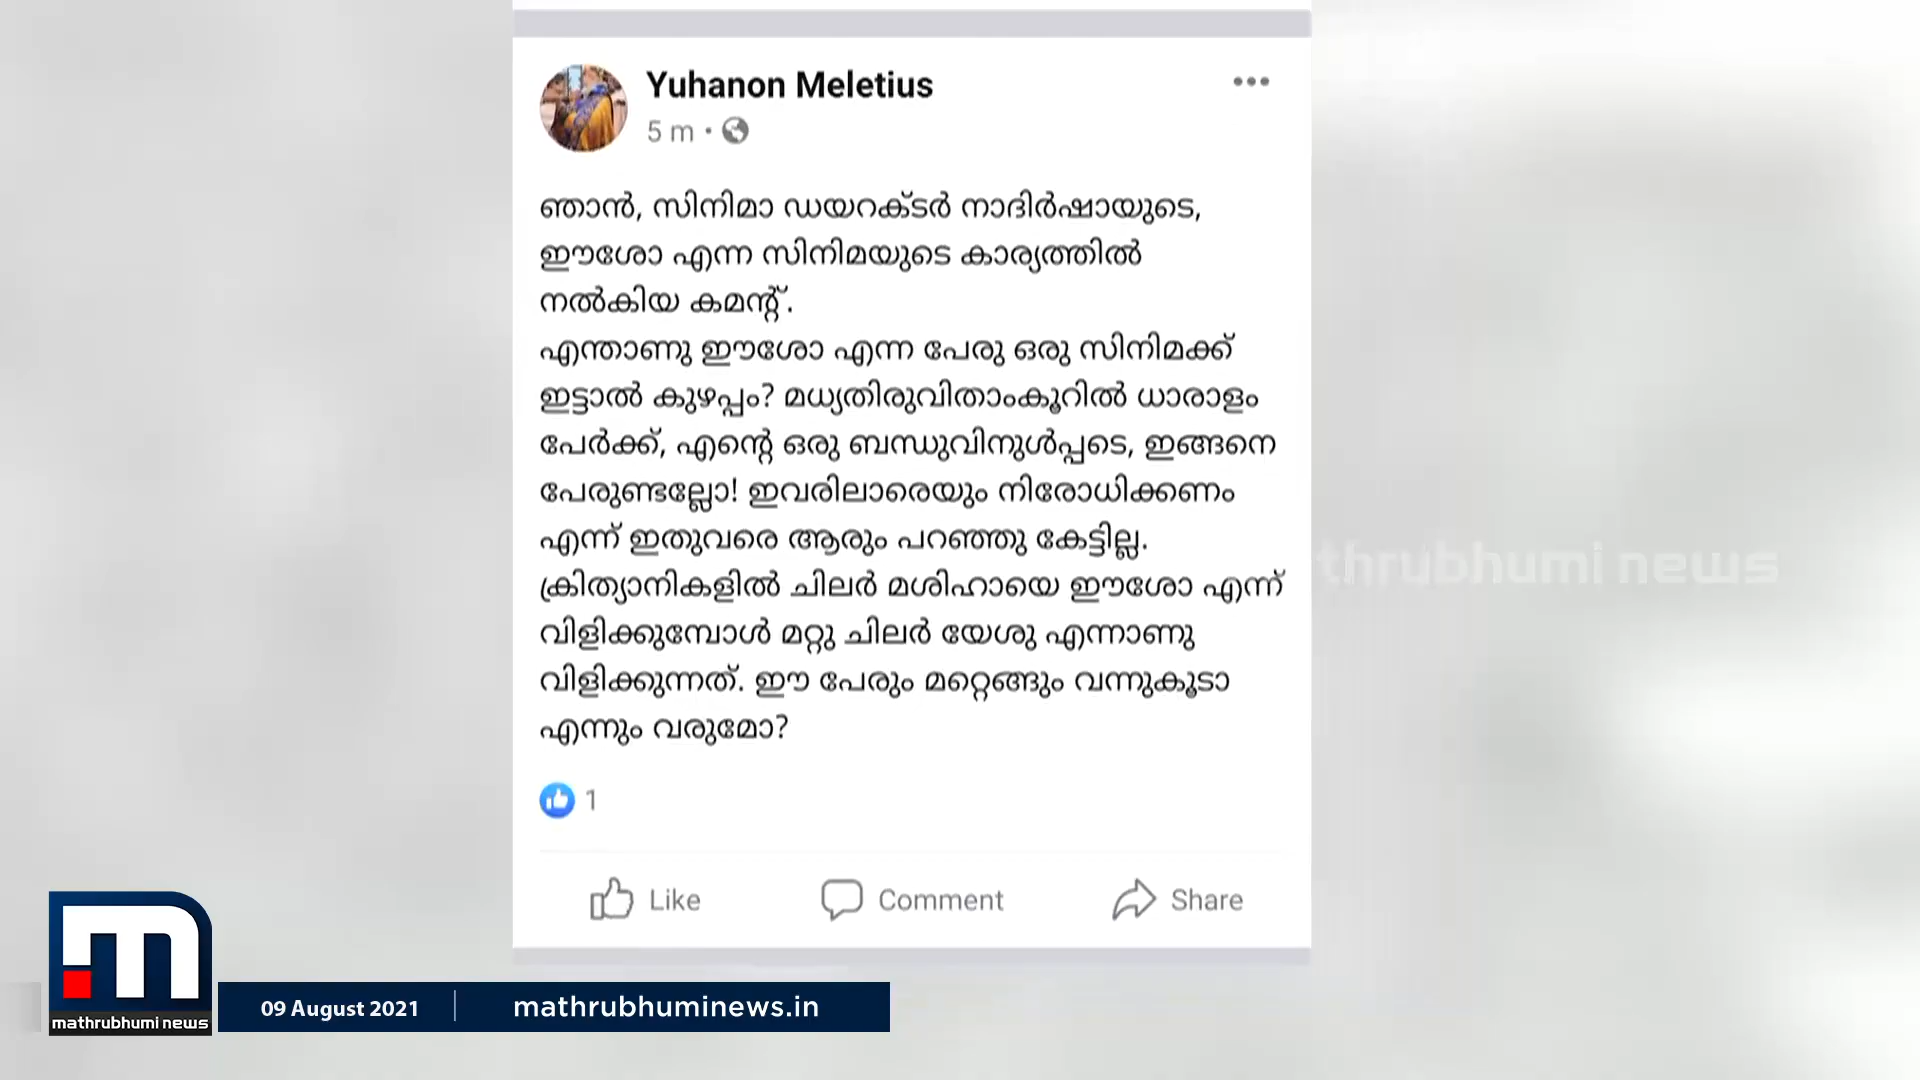 Yuhanon Meletius
5 m
ഞാൻ, സിനിമാ ഡയറക്ടർ നാദിർഷായുടെ,
ഈശോ എന്ന സിനിമയുടെ കാര്യത്തിൽ
നൽകിയ കമന്റ്.
എന്താണു ഈശോ എന്ന പേരു ഒരു സിനിമക്ക്
ഇട്ടാൽ കുഴപ്പം? മധ്യതിരുവിതാംകൂറിൽ ധാരാളം
പേർക്ക്, എന്റെ ഒരു ബന്ധുവിനുൾപ്പടെ, ഇങ്ങനെ
പേരുണ്ടല്ലോ! ഇവരിലാരെയും നിരോധിക്കണം
എന്ന് ഇതുവരെ ആരും പറഞ്ഞു കേട്ടില്ല.
ക്രിത്യാനികളിൽ ചിലർ മശിഹായെ ഈശോ എന്ന്
വിളിക്കുമ്പോൾ മറ്റു ചിലർ യേശു എന്നാണു
വിളിക്കുന്നത്. ഈ പേരും മറ്റെങ്ങും വന്നുകൂടാ
എന്നും വരുമോ?
1
Like Comment Share
thrubhumi news
mathrubhumi news
09 August 2021
mathrubhuminews.in